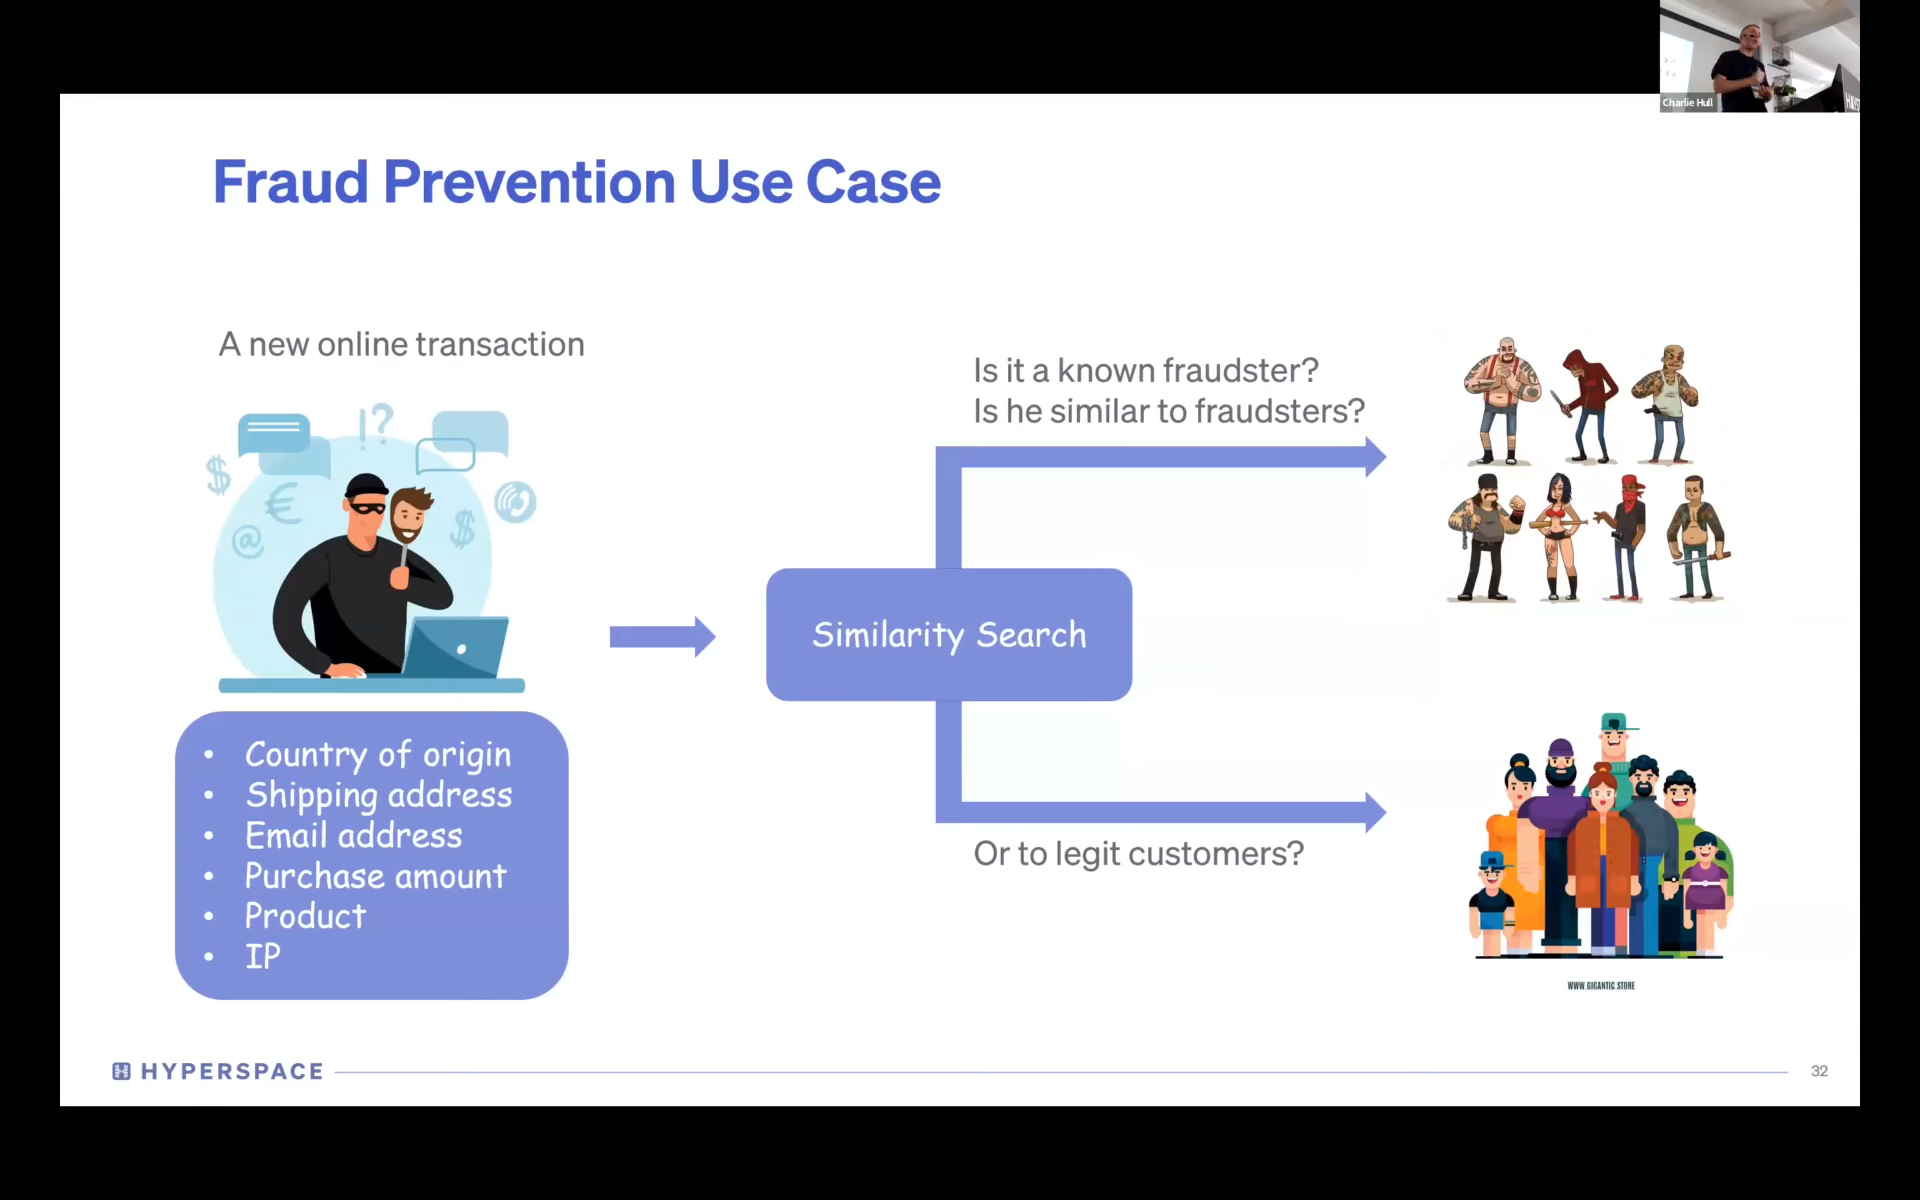 Charlie Hull
Fraud Prevention Use Case
A new online transaction
!?
$
€
@
$
• Country of origin
• Shipping address
• Email address
• Purchase amount
• Product
• IP
Similarity Search
Is it a known fraudster?
Is he similar to fraudsters?
Or to legit customers?
WWW.GIGANTIC.STORE
HYPERSPACE
32